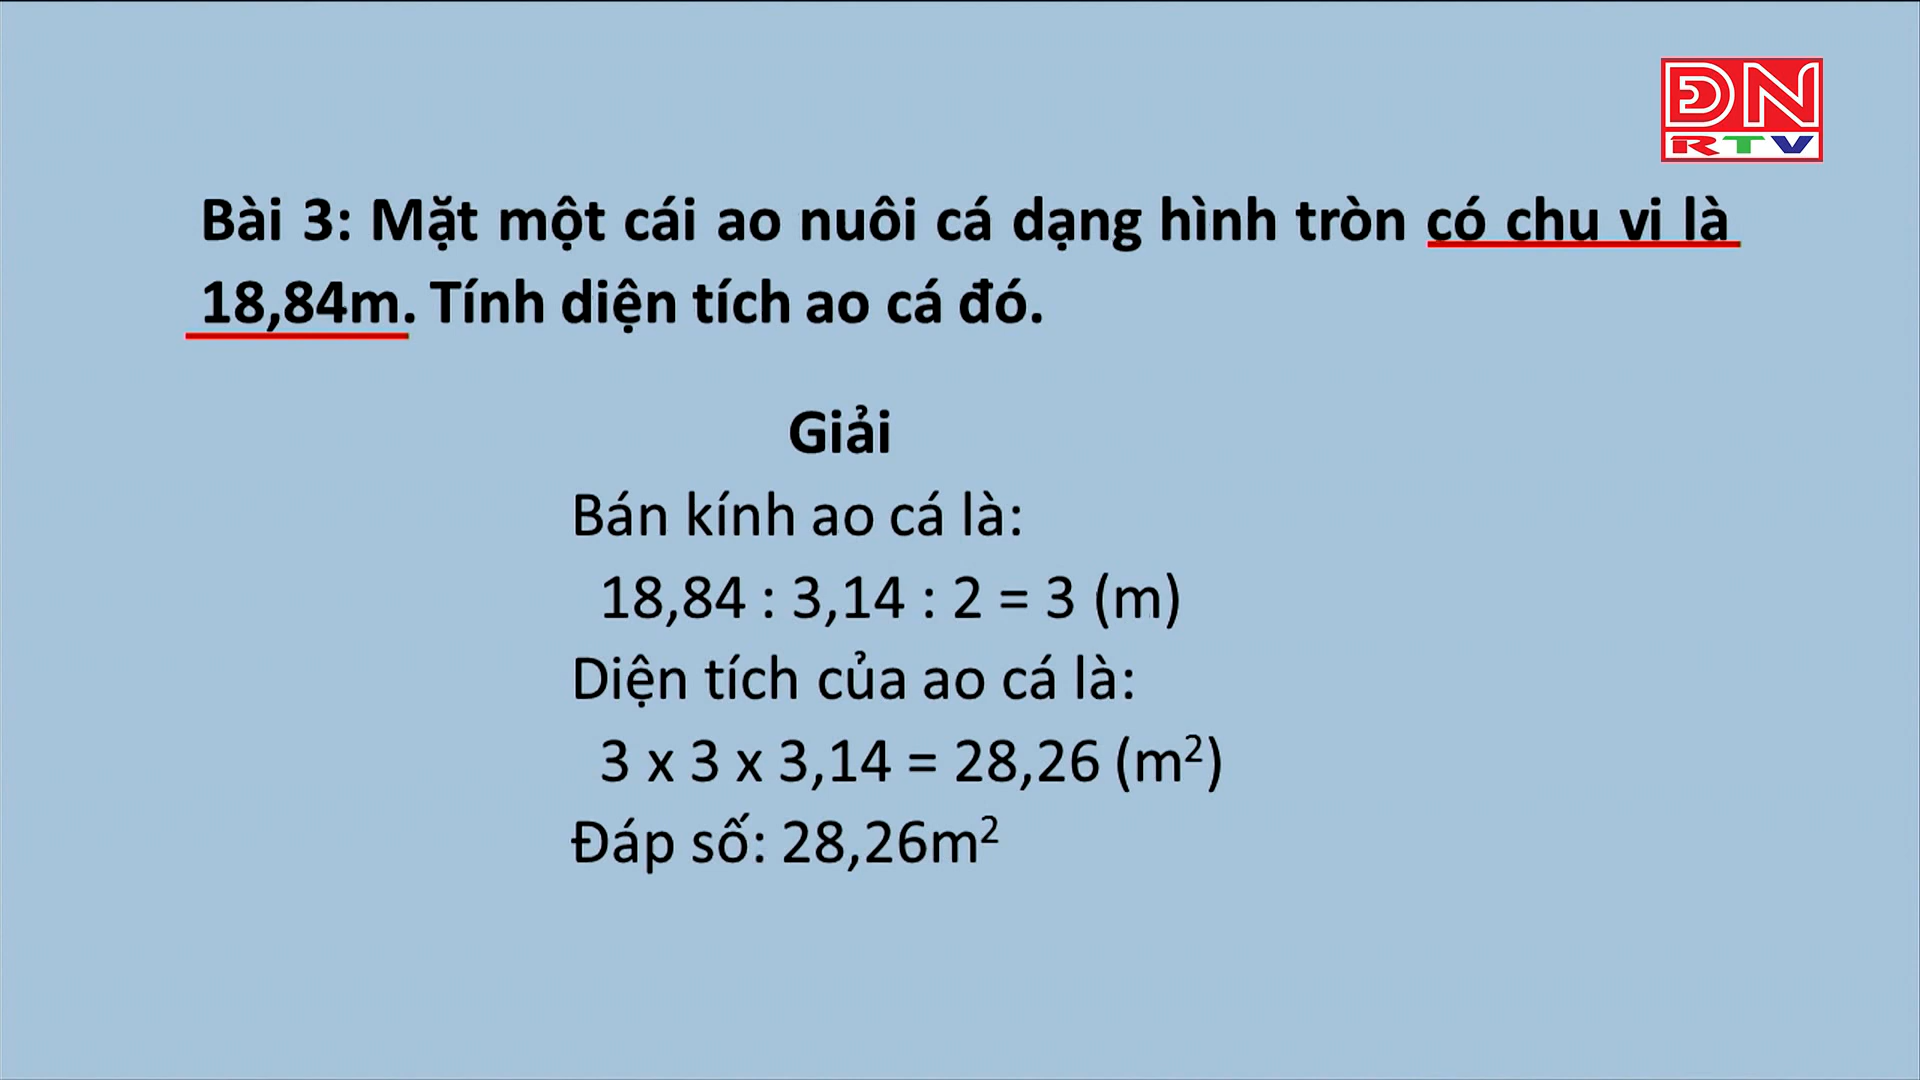 ĐN
RTV
Bài 3: Mặt một cái ao nuôi cá dạng hình tròn có chu vi là
18,84m. Tính diện tích ao cá đó.
Giải
Bán kính ao cá là:
18,84 : 3,14 : 2 = 3 (m)
Diện tích của ao cá là:
3 x 3 x 3,14 = 28,26 (m²)
Đáp số: 28,26m²